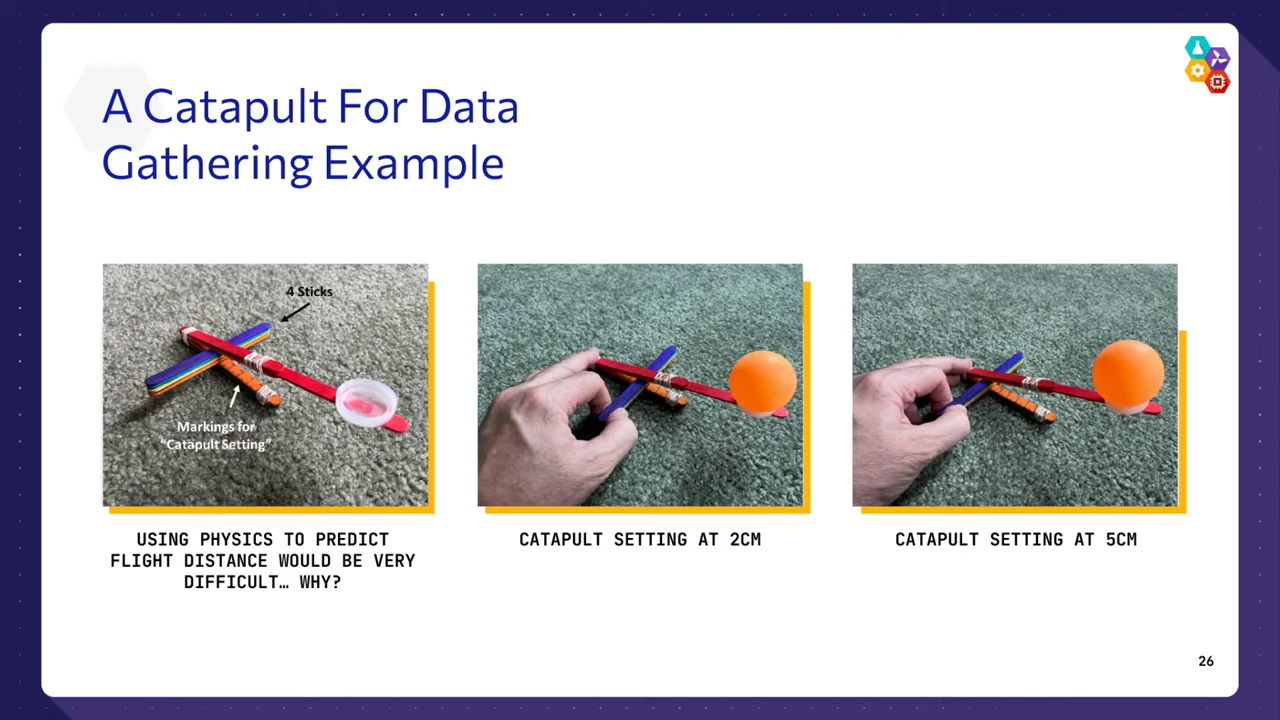 A Catapult For Data
Gathering Example
4 Sticks
Markings for
“Catapult Setting”
USING PHYSICS TO PREDICT
FLIGHT DISTANCE WOULD BE VERY
DIFFICULT… WHY?
CATAPULT SETTING AT 2CM
CATAPULT SETTING AT 5CM
26